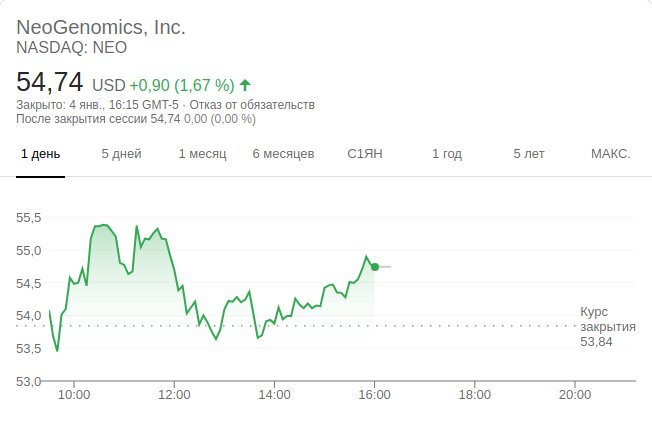 NeoGenomics, Inc.
NASDAQ: NEO
54,74 USD +0,90 (1,67 %)
Закрыто: 4 янв., 16:15 GMT-5 · Отказ от обязательств
После закрытия сессии 54,74 0,00 (0,00 %)
1 день 5 дней 1 месяц 6 месяцев С1ЯН 1 год 5 лет МАКС.
55,5
55,0
54,5
54,0
53,5
53,0
Курс
закрытия
53,84
10:00 12:00 14:00 16:00 18:00 20:00